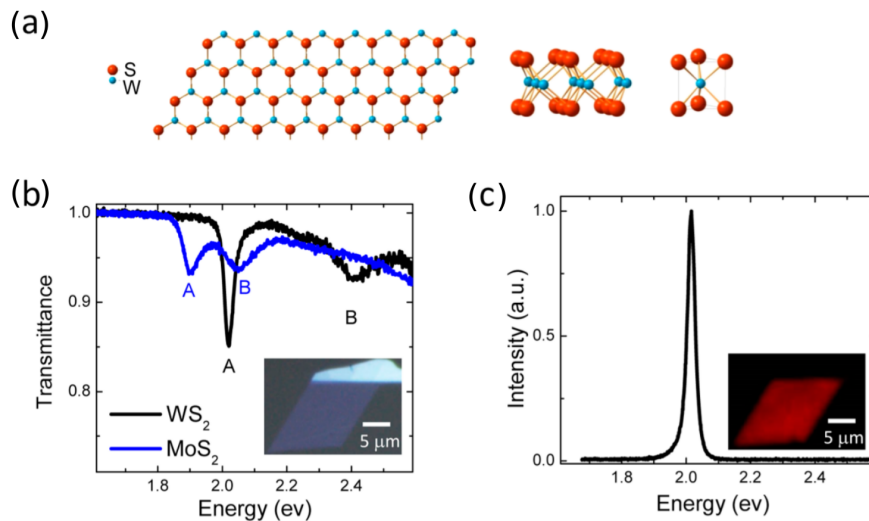 (a)
S
W
(b)
1.0
0.9
0.8
Transmittance
A
B
B
A
WS2
MoS2
5 μm
1.8 2.0 2.2 2.4
Energy (ev)
(c)
1.0
0.5
0.0
Intensity (a.u.)
5 μm
1.8 2.0 2.2 2.4
Energy (ev)